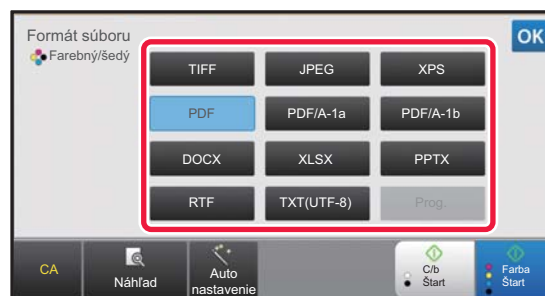 Formát súboru
OK
Farebný/šedý
TIFF JPEG XPS
PDF PDF/A-1a PDF/A-1b
DOCX XLSX PPTX
RTF TXT(UTF-8) Prog.
CA
Náhľad
Auto
nastavenie
C/b
Štart
Farba
Štart